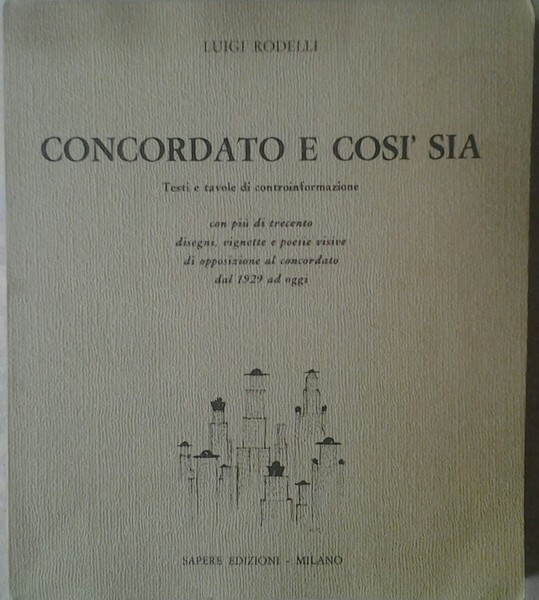 LUIGI RODELLI
CONCORDATO E COSI' SIA
Testi e tavole di controinformazione
con più di trecento
disegni, vignette e poesie visive
di opposizione al concordato
dal 1929 ad oggi
SAPERE EDIZIONI - MILANO